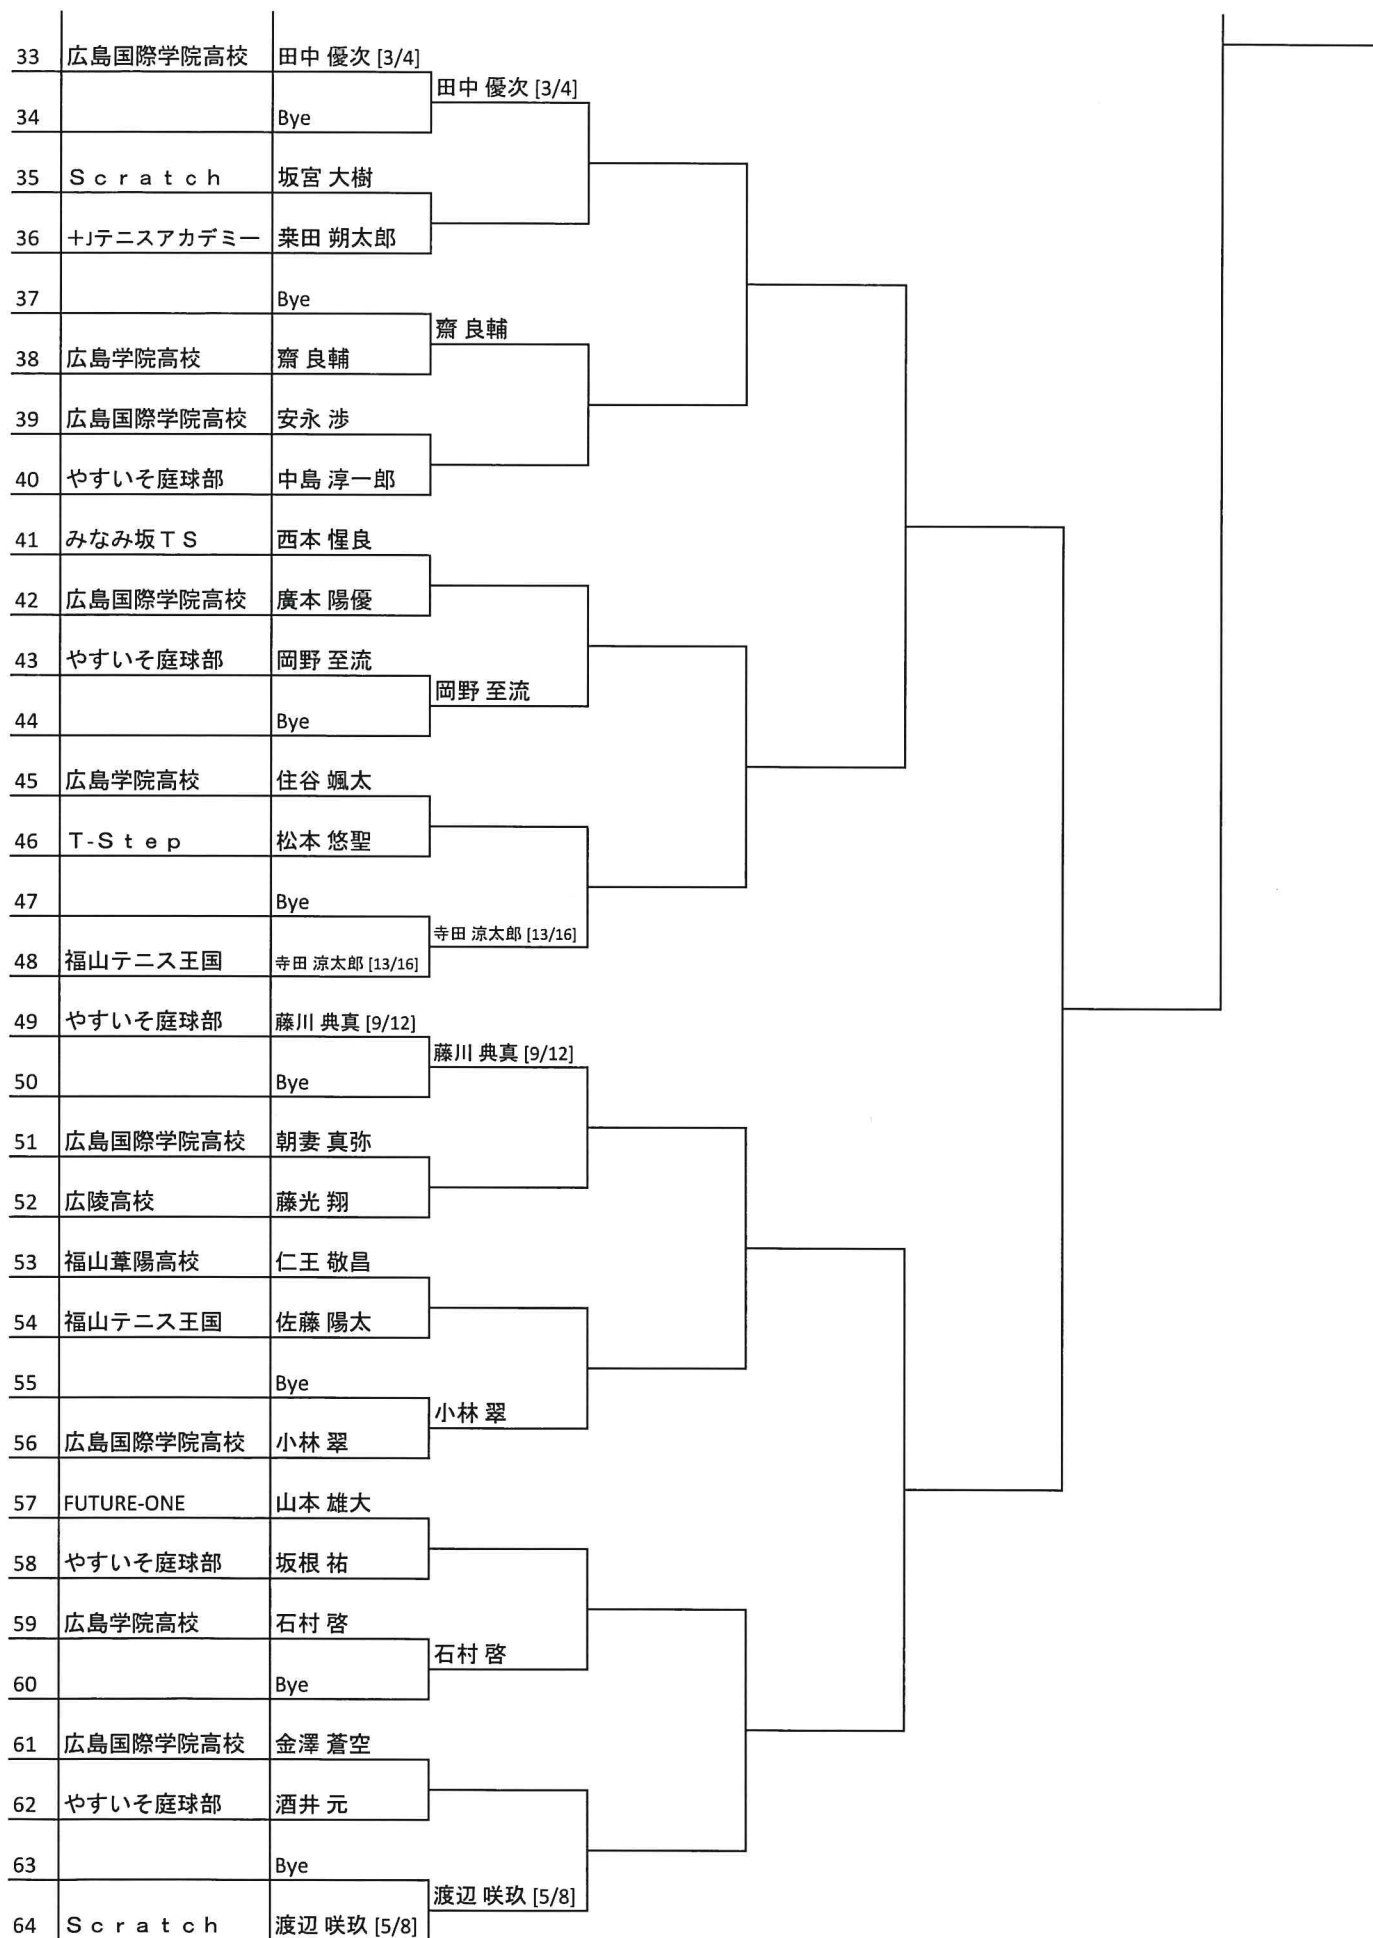 33 広島国際学院高校 田中 優次 [3/4]
田中 優次 [3/4]
34 Bye
35 Ｓｃｒａｔｃｈ 坂宮 大樹
36 ＋Jテニスアカデミー 桒田 朔太郎
37 Bye
齋 良輔
38 広島学院高校 齋 良輔
39 広島国際学院高校 安永 渉
40 やすいそ庭球部 中島 淳一郎
41 みなみ坂ＴＳ 西本 惺良
42 広島国際学院高校 廣本 陽優
43 やすいそ庭球部 岡野 至流
岡野 至流
44 Bye
45 広島学院高校 住谷 颯太
46 Ｔ-Ｓｔｅｐ 松本 悠聖
47 Bye
寺田 涼太郎 [13/16]
48 福山テニス王国 寺田 涼太郎 [13/16]
49 やすいそ庭球部 藤川 典真 [9/12]
藤川 典真 [9/12]
50 Bye
51 広島国際学院高校 朝妻 真弥
52 広陵高校 藤光 翔
53 福山葦陽高校 仁王 敬昌
54 福山テニス王国 佐藤 陽太
55 Bye
小林 翠
56 広島国際学院高校 小林 翠
57 FUTURE-ONE 山本 雄大
58 やすいそ庭球部 坂根 祐
59 広島学院高校 石村 啓
石村 啓
60 Bye
61 広島国際学院高校 金澤 蒼空
62 やすいそ庭球部 酒井 元
63 Bye
渡辺 咲玖 [5/8]
64 Ｓｃｒａｔｃｈ 渡辺 咲玖 [5/8]